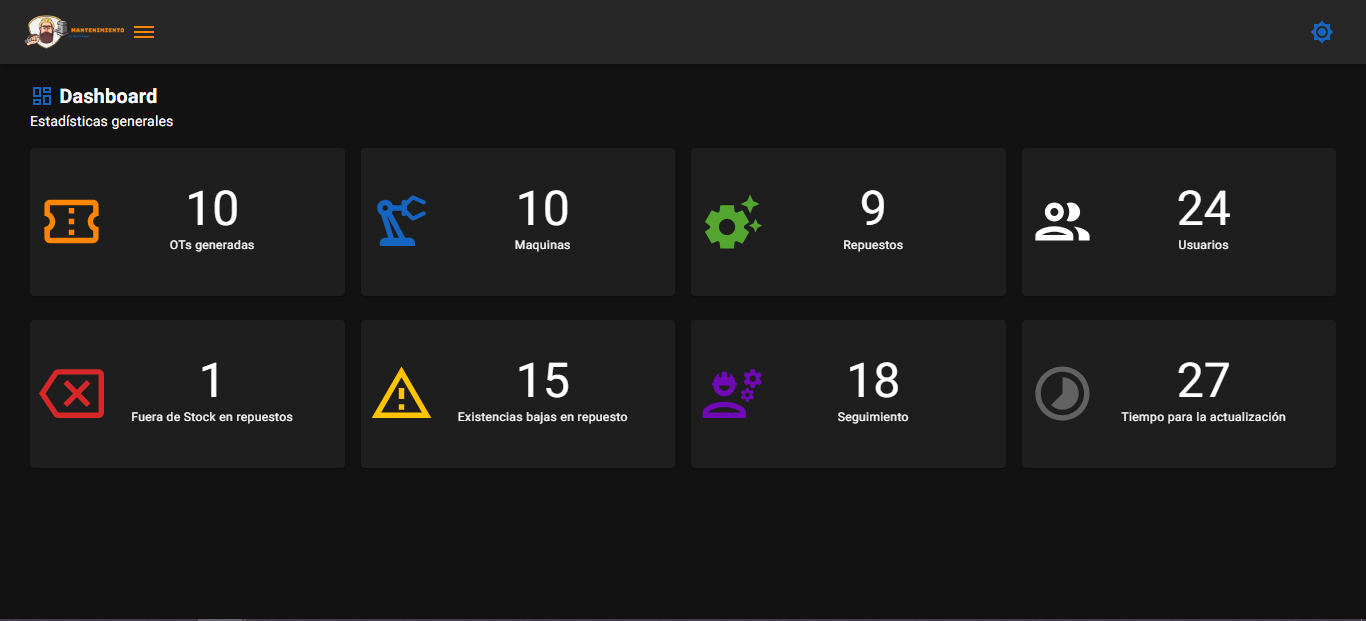 MANTENIMIENTO
Dashboard
Estadísticas generales
10
OTs generadas
10
Maquinas
9
Repuestos
24
Usuarios
1
Fuera de Stock en repuestos
15
Existencias bajas en repuesto
18
Seguimiento
27
Tiempo para la actualización